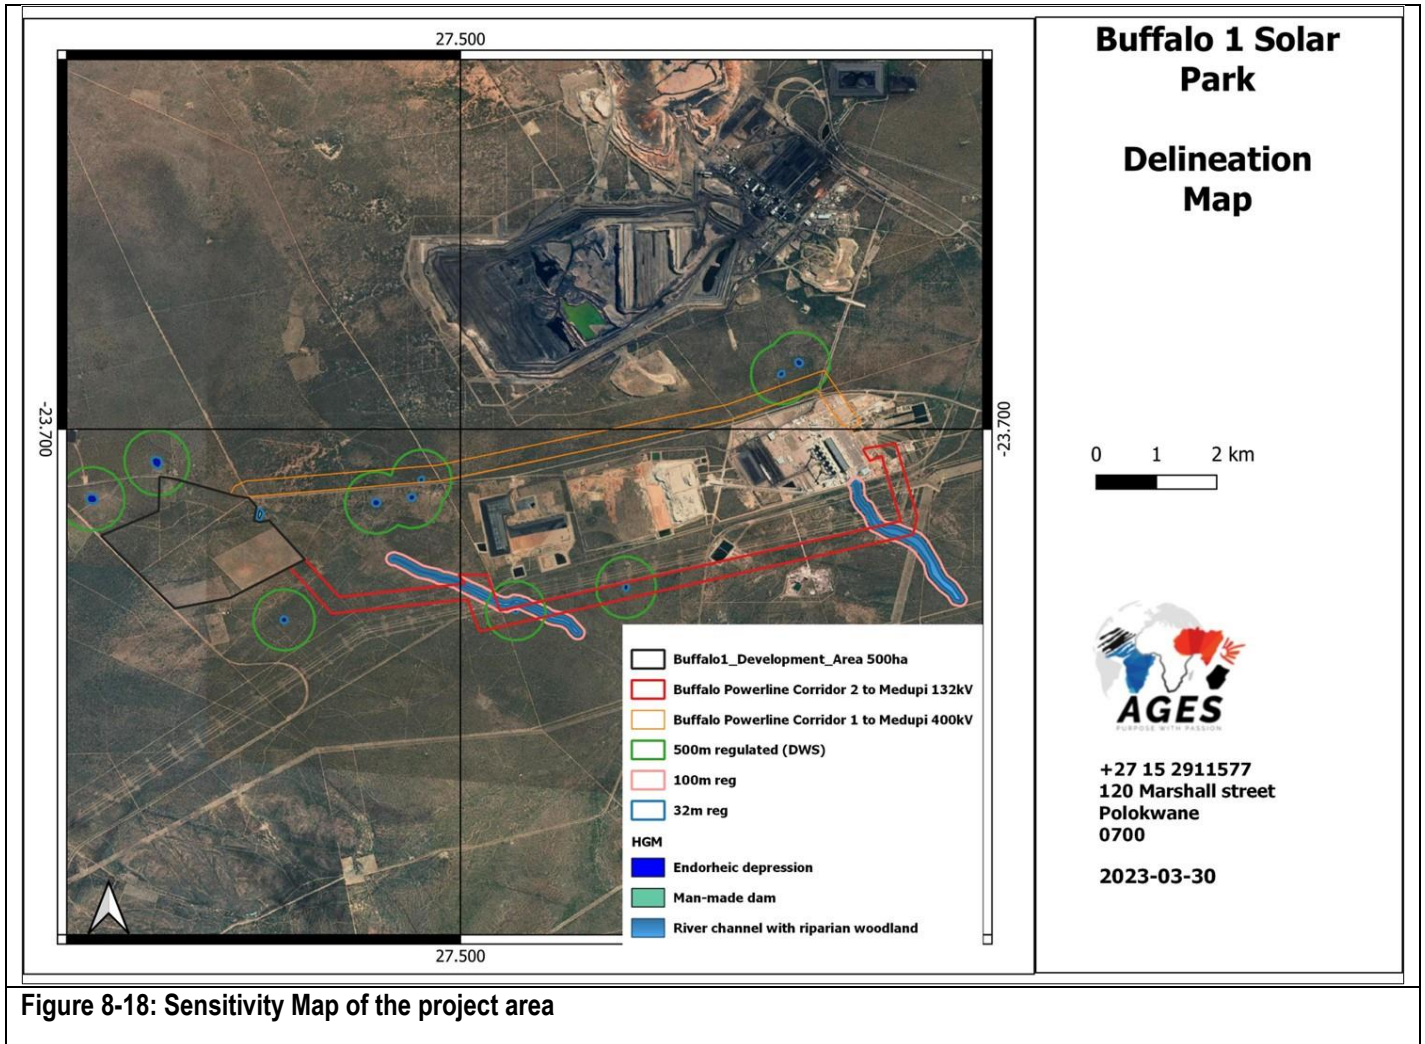 27.500
-23.700
-23.700
27.500
Buffalo1_Development_Area 500ha
Buffalo Powerline Corridor 2 to Medupi 132kV
Buffalo Powerline Corridor 1 to Medupi 400kV
500m regulated (DWS)
100m reg
32m reg
HGM
Endorheic depression
Man-made dam
River channel with riparian woodland
Buffalo 1 Solar
Park
Delineation
Map
0 1 2 km
AGES
PURPOSE WITH PASSION
+27 15 2911577
120 Marshall street
Polokwane
0700
2023-03-30
Figure 8-18: Sensitivity Map of the project area